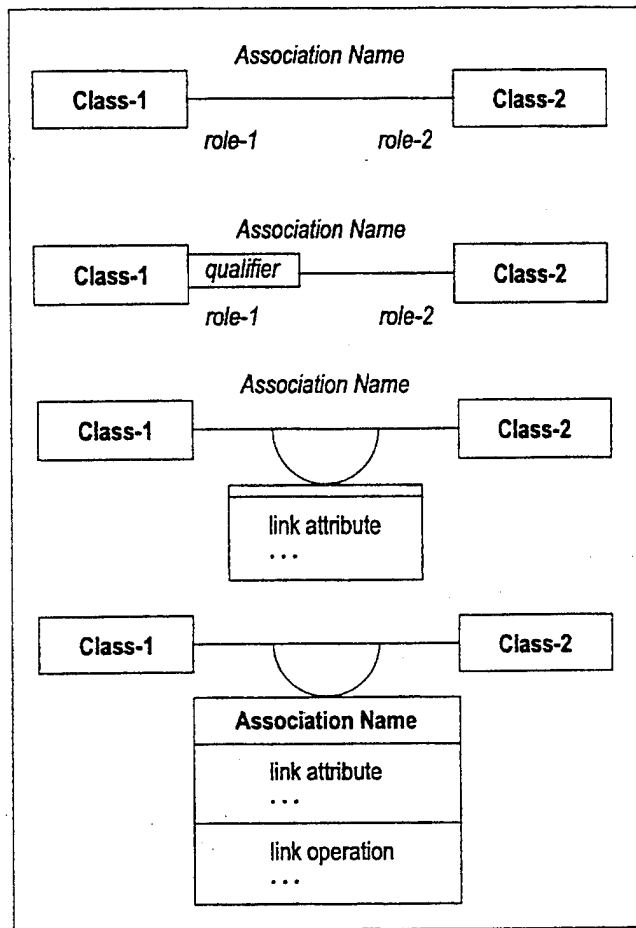 Association Name
Class-1 Class-2
role-1 role-2
Association Name
Class-1 qualifier Class-2
role-1 role-2
Association Name
Class-1 Class-2
link attribute
...
Class-1 Class-2
Association Name
link attribute
...
link operation
...